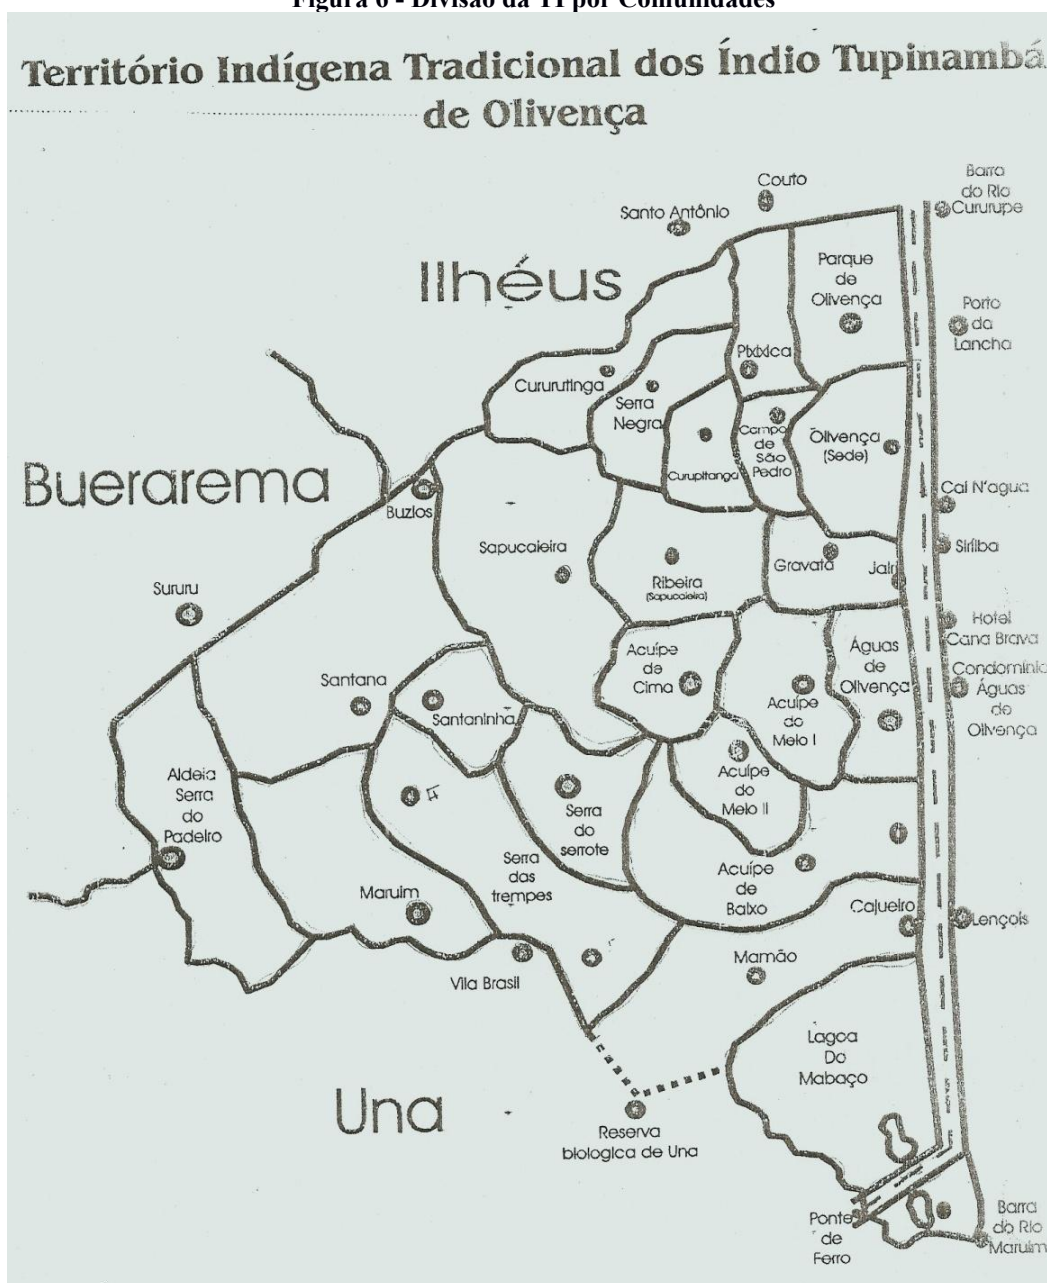 Figura 6 - Divisão da TI por Comunidades
Território Indígena Tradicional dos Índio Tupinambá
de Olivença
Couto
Barra
do Rio
Cururupe
Santo Antônio
Ilhéus
Parque
de
Olivença
Porto
da
Lancha
Pixixica
Cururutinga
Serra
Negra
Campo
de
São
Pedro
Olivença
(Sede)
Curupitanga
Buerarema
Buzios
Cai N'agua
Sapucaieira
Siriiba
Gravatá
Jairi
Ribeira
(Sapucaieira)
Sururu
Hotel
Cana Brava
Acuípe
de
Cima
Águas
de
Olivença
Condomínio
Águas
de
Olivença
Santana
Santaninha
Acuípe
do
Meio I
Aldeia
Serra
do
Padeiro
Acuípe
do
Meio II
Serra
do
serrote
Serra
das
trempes
Maruim
Acuípe
de
Baixo
Cajueiro
Lençois
Vila Brasil
Mamão
Lagoa
Do
Mabaço
Una
Reserva
biologica de Una
Ponte
de
Ferro
Barra
do Rio
Maruim